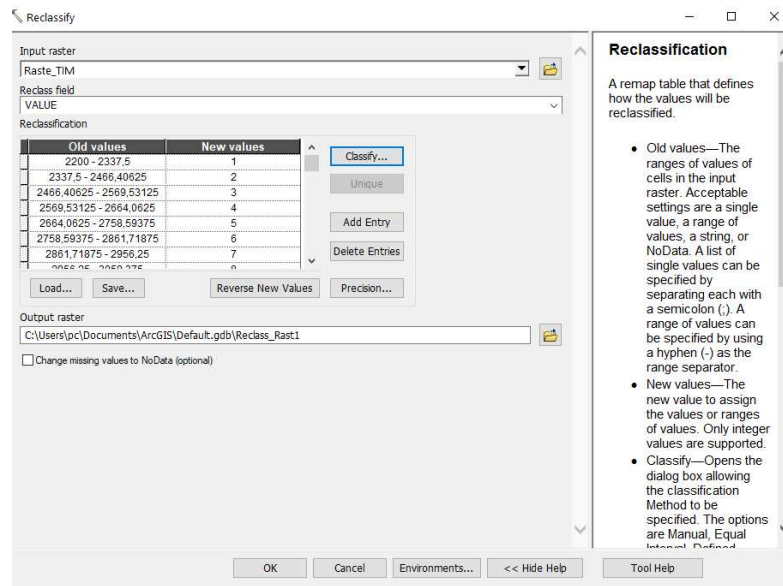 Reclassify
Input raster
Raste_TIM
Reclass field
VALUE
Reclassification
Old values New values
2200 - 2337,5 1
2337,5 - 2466,40625 2
2466,40625 - 2569,53125 3
2569,53125 - 2664,0625 4
2664,0625 - 2758,59375 5
2758,59375 - 2861,71875 6
2861,71875 - 2956,25 7
Classify...
Unique
Add Entry
Delete Entries
Load... Save... Reverse New Values Precision...
Output raster
C:\Users\pc\Documents\ArcGIS\Default.gdb\Reclass_Rast1
Change missing values to NoData (optional)
OK Cancel Environments... << Hide Help Tool Help
Reclassification
A remap table that defines
how the values will be
reclassified.
• Old values—The
ranges of values of
cells in the input
raster. Acceptable
settings are a single
value, a range of
values, a string, or
NoData. A list of
single values can be
specified by
separating each with
a semicolon (;). A
range of values can
be specified by using
a hyphen (-) as the
range separator.
• New values—The
new value to assign
the values or ranges
of values. Only integer
values are supported.
• Classify—Opens the
dialog box allowing
the classification
Method to be
specified. The options
are Manual, Equal
Interval, Defined